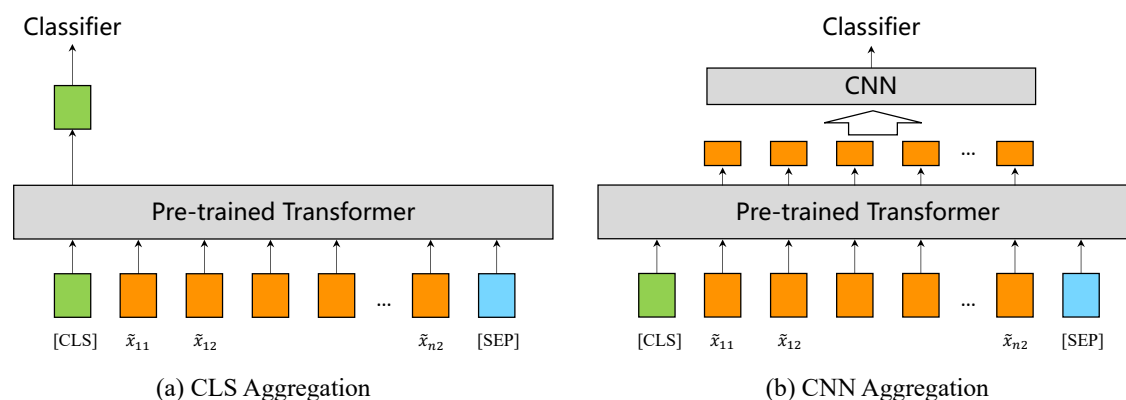 Classifier
Pre-trained Transformer
...
[CLS] x̃₁₁ x̃₁₂ x̃ₙ₂ [SEP]
(a) CLS Aggregation
Classifier
CNN
...
Pre-trained Transformer
...
[CLS] x̃₁₁ x̃₁₂ x̃ₙ₂ [SEP]
(b) CNN Aggregation